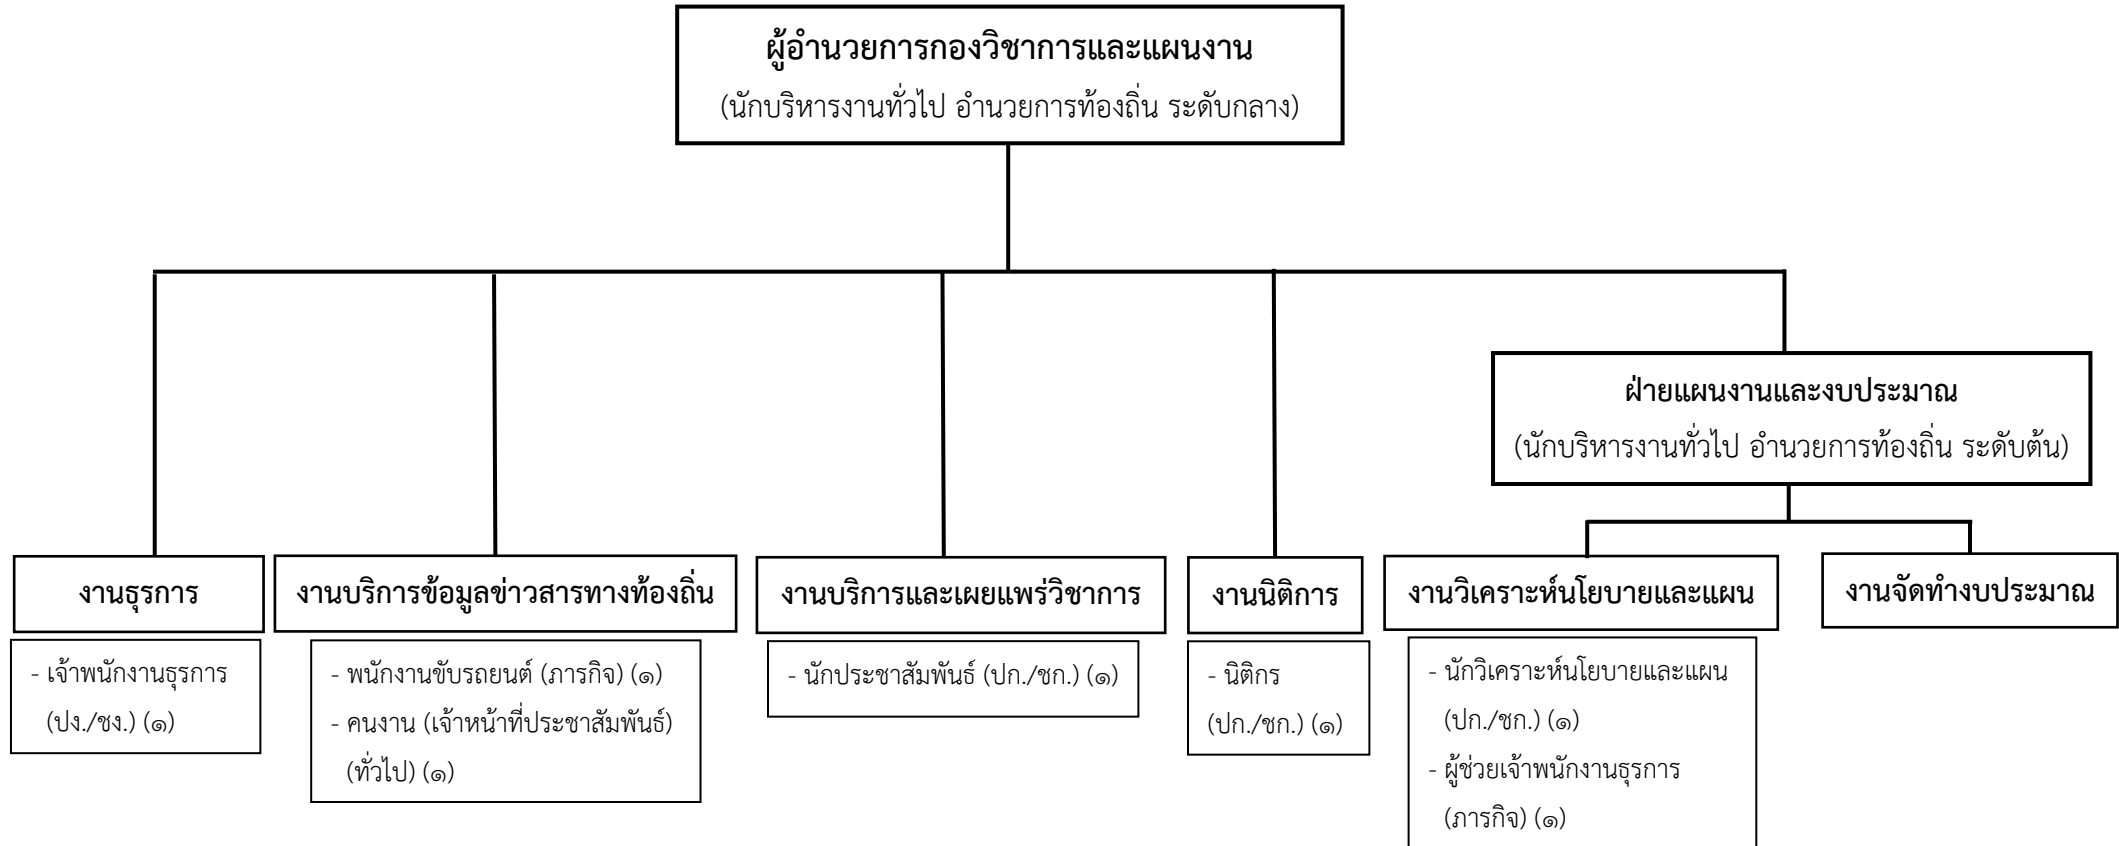 ผู้อำนวยการกองวิชาการและแผนงาน
(นักบริหารงานทั่วไป อำนวยการท้องถิ่น ระดับกลาง)
ฝ่ายแผนงานและงบประมาณ
(นักบริหารงานทั่วไป อำนวยการท้องถิ่น ระดับต้น)
งานธุรการ
- เจ้าพนักงานธุรการ
(ปง./ชง.) (๑)
งานบริการข้อมูลข่าวสารทางท้องถิ่น
- พนักงานขับรถยนต์ (ภารกิจ) (๑)
- คนงาน (เจ้าหน้าที่ประชาสัมพันธ์)
(ทั่วไป) (๑)
งานบริการและเผยแพร่วิชาการ
- นักประชาสัมพันธ์ (ปก./ชก.) (๑)
งานนิติการ
- นิติกร
(ปก./ชก.) (๑)
งานวิเคราะห์นโยบายและแผน
- นักวิเคราะห์นโยบายและแผน
(ปก./ชก.) (๑)
- ผู้ช่วยเจ้าพนักงานธุรการ
(ภารกิจ) (๑)
งานจัดทำงบประมาณ